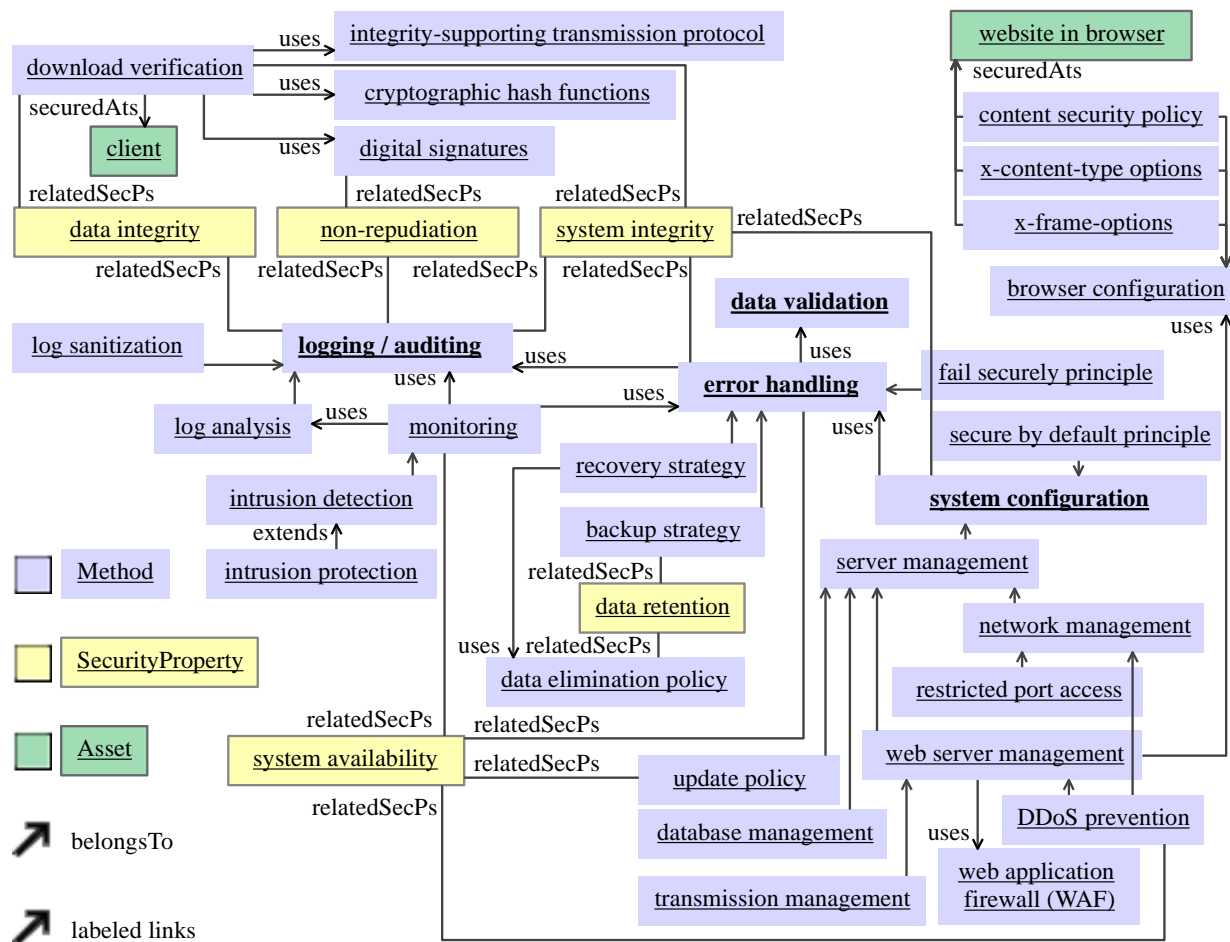 uses
integrity-supporting transmission protocol
website in browser
download verification
securedAts
uses
cryptographic hash functions
securedAts
content security policy
client
uses
digital signatures
x-content-type options
relatedSecPs
relatedSecPs
relatedSecPs
relatedSecPs
x-frame-options
data integrity
non-repudiation
system integrity
relatedSecPs
relatedSecPs
relatedSecPs
relatedSecPs
browser configuration
data validation
uses
log sanitization
logging / auditing
uses
uses
uses
error handling
fail securely principle
uses
uses
log analysis
monitoring
uses
secure by default principle
recovery strategy
intrusion detection
system configuration
extends
backup strategy
Method
intrusion protection
relatedSecPs
server management
data retention
network management
SecurityProperty
uses
relatedSecPs
data elimination policy
restricted port access
relatedSecPs
relatedSecPs
Asset
system availability
relatedSecPs
web server management
update policy
relatedSecPs
DDoS prevention
belongsTo
database management
uses
web application
firewall (WAF)
transmission management
labeled links